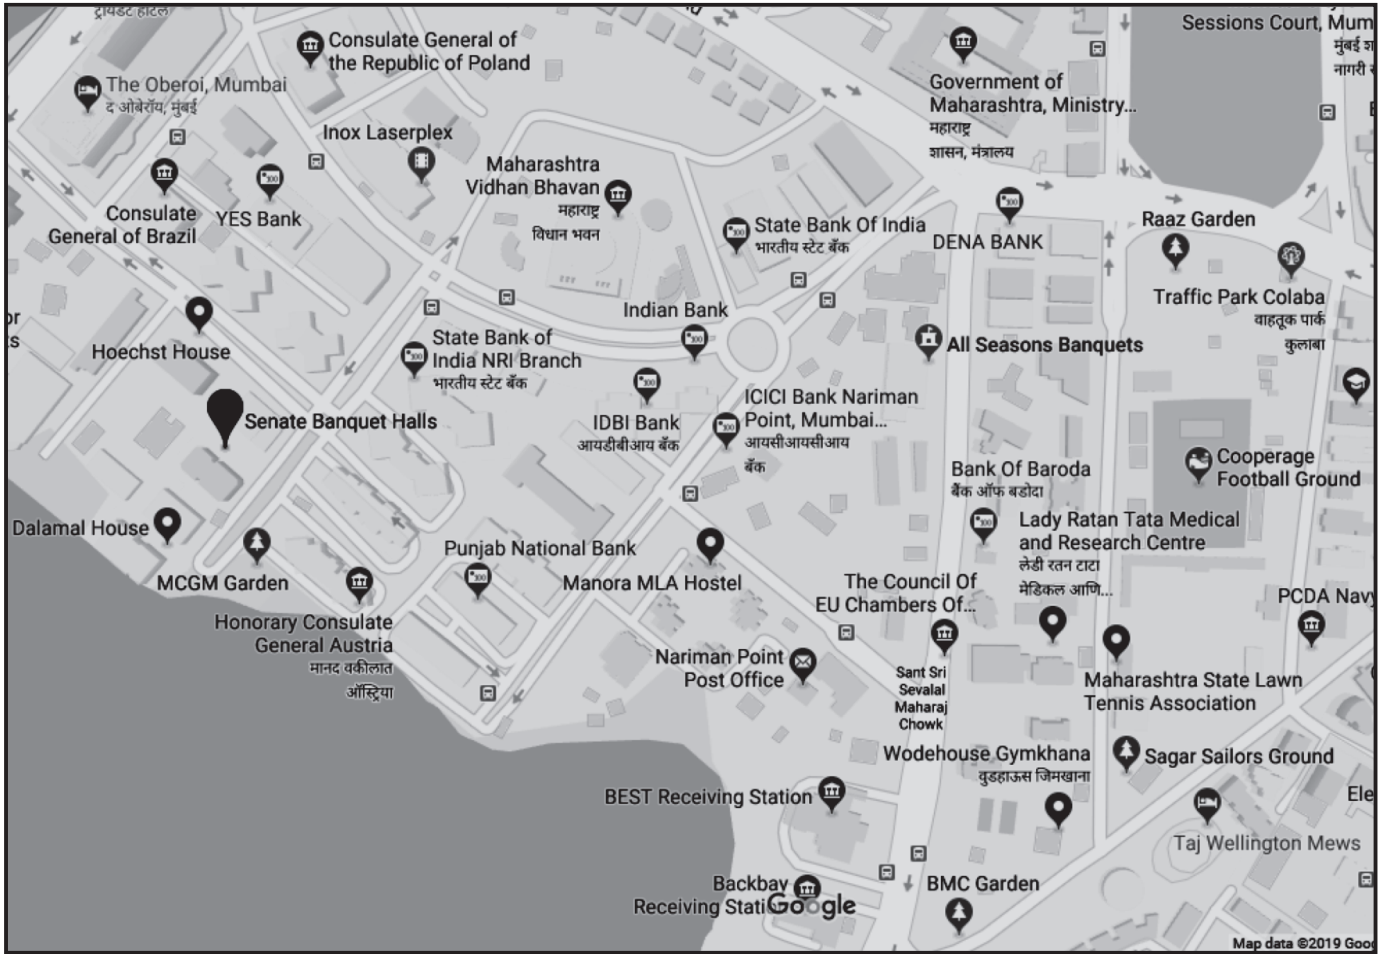 ट्रायडंट हॉटेल
Consulate General of
the Republic of Poland
The Oberoi, Mumbai
द ओबेरॉय, मुंबई
Government of
Maharashtra, Ministry...
महाराष्ट्र
शासन, मंत्रालय
Sessions Court, Mum
मुंबई श
नागरी
Inox Laserplex
Maharashtra
Vidhan Bhavan
महाराष्ट्र
विधान भवन
Consulate
General of Brazil
YES Bank
State Bank Of India
भारतीय स्टेट बँक
DENA BANK
Raaz Garden
Traffic Park Colaba
वाहतूक पार्क
कुलाबा
Hoechst House
Indian Bank
State Bank of
India NRI Branch
भारतीय स्टेट बँक
All Seasons Banquets
Senate Banquet Halls
IDBI Bank
आयडीबीआय बँक
ICICI Bank Nariman
Point, Mumbai...
आयसीआयसीआय
बँक
Bank Of Baroda
बैंक ऑफ बडोदा
Cooperage
Football Ground
Dalamal House
MCGM Garden
Punjab National Bank
Manora MLA Hostel
Lady Ratan Tata Medical
and Research Centre
लेडी रतन टाटा
मेडिकल आणि...
The Council Of
EU Chambers Of...
PCDA Navy
Honorary Consulate
General Austria
मानद वकीलात
ऑस्ट्रिया
Nariman Point
Post Office
Sant Sri
Sevalal
Maharaj
Chowk
Maharashtra State Lawn
Tennis Association
Wodehouse Gymkhana
वुडहाऊस जिमखाना
Sagar Sailors Ground
BEST Receiving Station
Ele
Taj Wellington Mews
Backbay
Receiving Stati
Google
BMC Garden
Map data ©2019 Goo